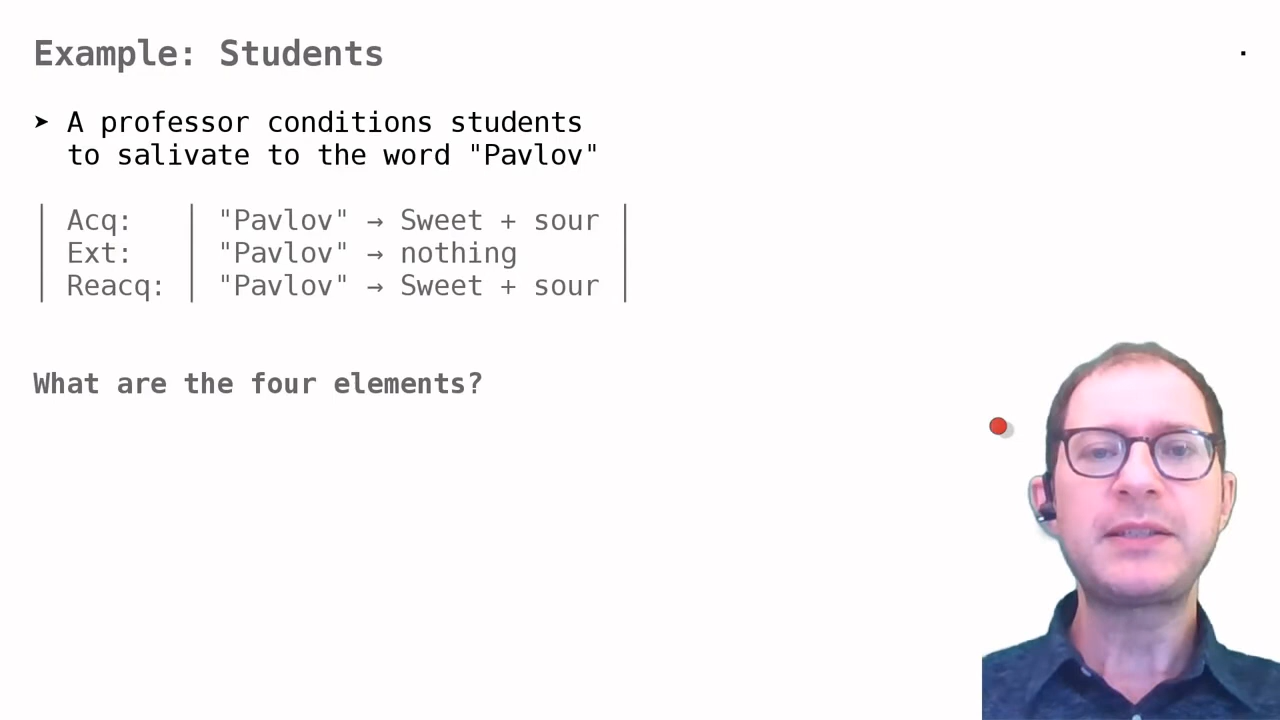 Example: Students
➤ A professor conditions students
to salivate to the word "Pavlov"
Acq: "Pavlov" → Sweet + sour
Ext: "Pavlov" → nothing
Reacq: "Pavlov" → Sweet + sour
What are the four elements?